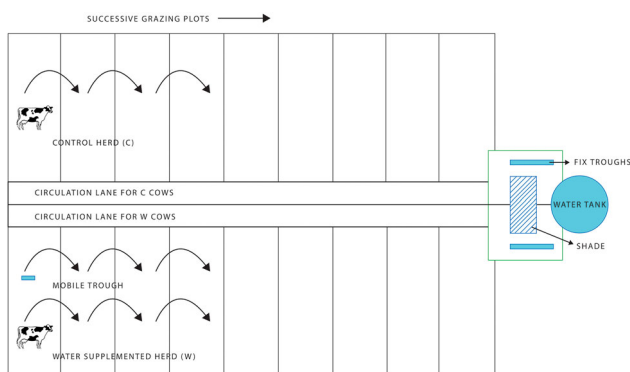 SUCCESSIVE GRAZING PLOTS
CONTROL HERD (C)
FIX TROUGHS
CIRCULATION LANE FOR C COWS
WATER TANK
CIRCULATION LANE FOR W COWS
SHADE
MOBILE TROUGH
WATER SUPPLEMENTED HERD (W)